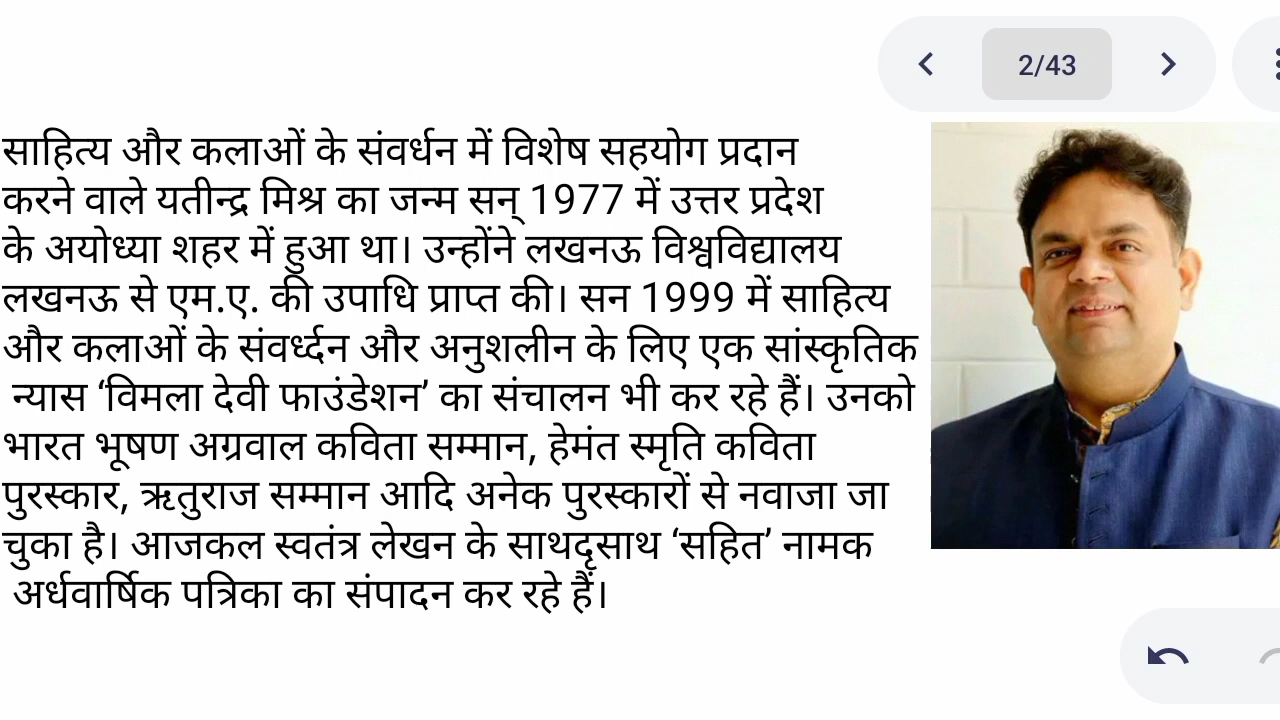 2/43
साहित्य और कलाओं के संवर्धन में विशेष सहयोग प्रदान
करने वाले यतीन्द्र मिश्र का जन्म सन् 1977 में उत्तर प्रदेश
के अयोध्या शहर में हुआ था। उन्होंने लखनऊ विश्वविद्यालय
लखनऊ से एम.ए. की उपाधि प्राप्त की। सन 1999 में साहित्य
और कलाओं के संवर्ध्दन और अनुशलीन के लिए एक सांस्कृतिक
न्यास ‘विमला देवी फाउंडेशन’ का संचालन भी कर रहे हैं। उनको
भारत भूषण अग्रवाल कविता सम्मान, हेमंत स्मृति कविता
पुरस्कार, ऋतुराज सम्मान आदि अनेक पुरस्कारों से नवाजा जा
चुका है। आजकल स्वतंत्र लेखन के साथदृसाथ ‘सहित’ नामक
अर्धवार्षिक पत्रिका का संपादन कर रहे हैं।